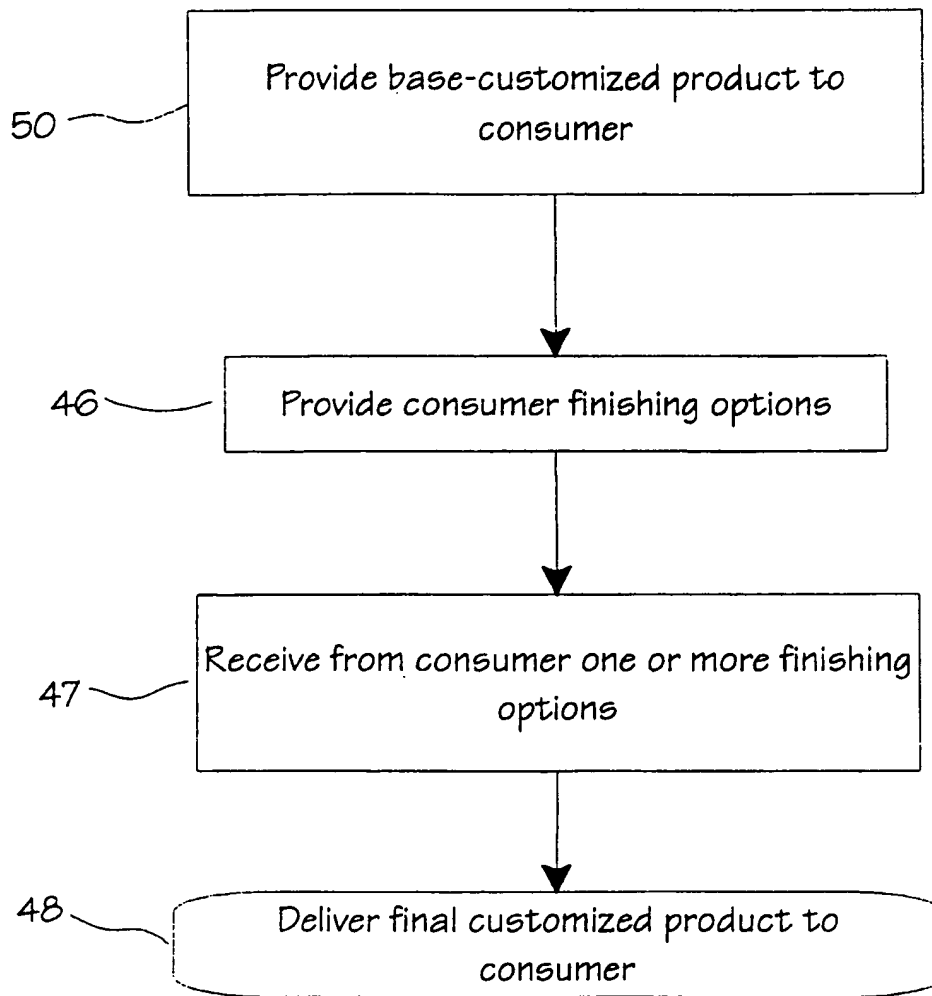 Provide base-customized product to
consumer
50
46
Provide consumer finishing options
Receive from consumer one or more finishing
47
options
48
Deliver final customized product to
consumer